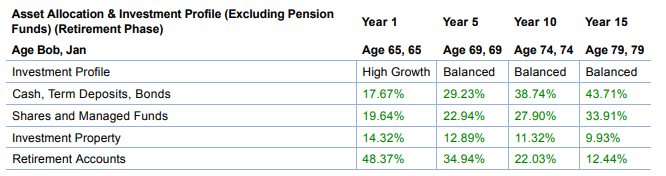 Asset Allocation & Investment Profile (Excluding Pension Funds) (Retirement Phase) Year 1 Year 5 Year 10 Year 15
Age Bob, Jan Age 65, 65 Age 69, 69 Age 74, 74 Age 79, 79
Investment Profile High Growth Balanced Balanced Balanced
Cash, Term Deposits, Bonds 17.67% 29.23% 38.74% 43.71%
Shares and Managed Funds 19.64% 22.94% 27.90% 33.91%
Investment Property 14.32% 12.89% 11.32% 9.93%
Retirement Accounts 48.37% 34.94% 22.03% 12.44%